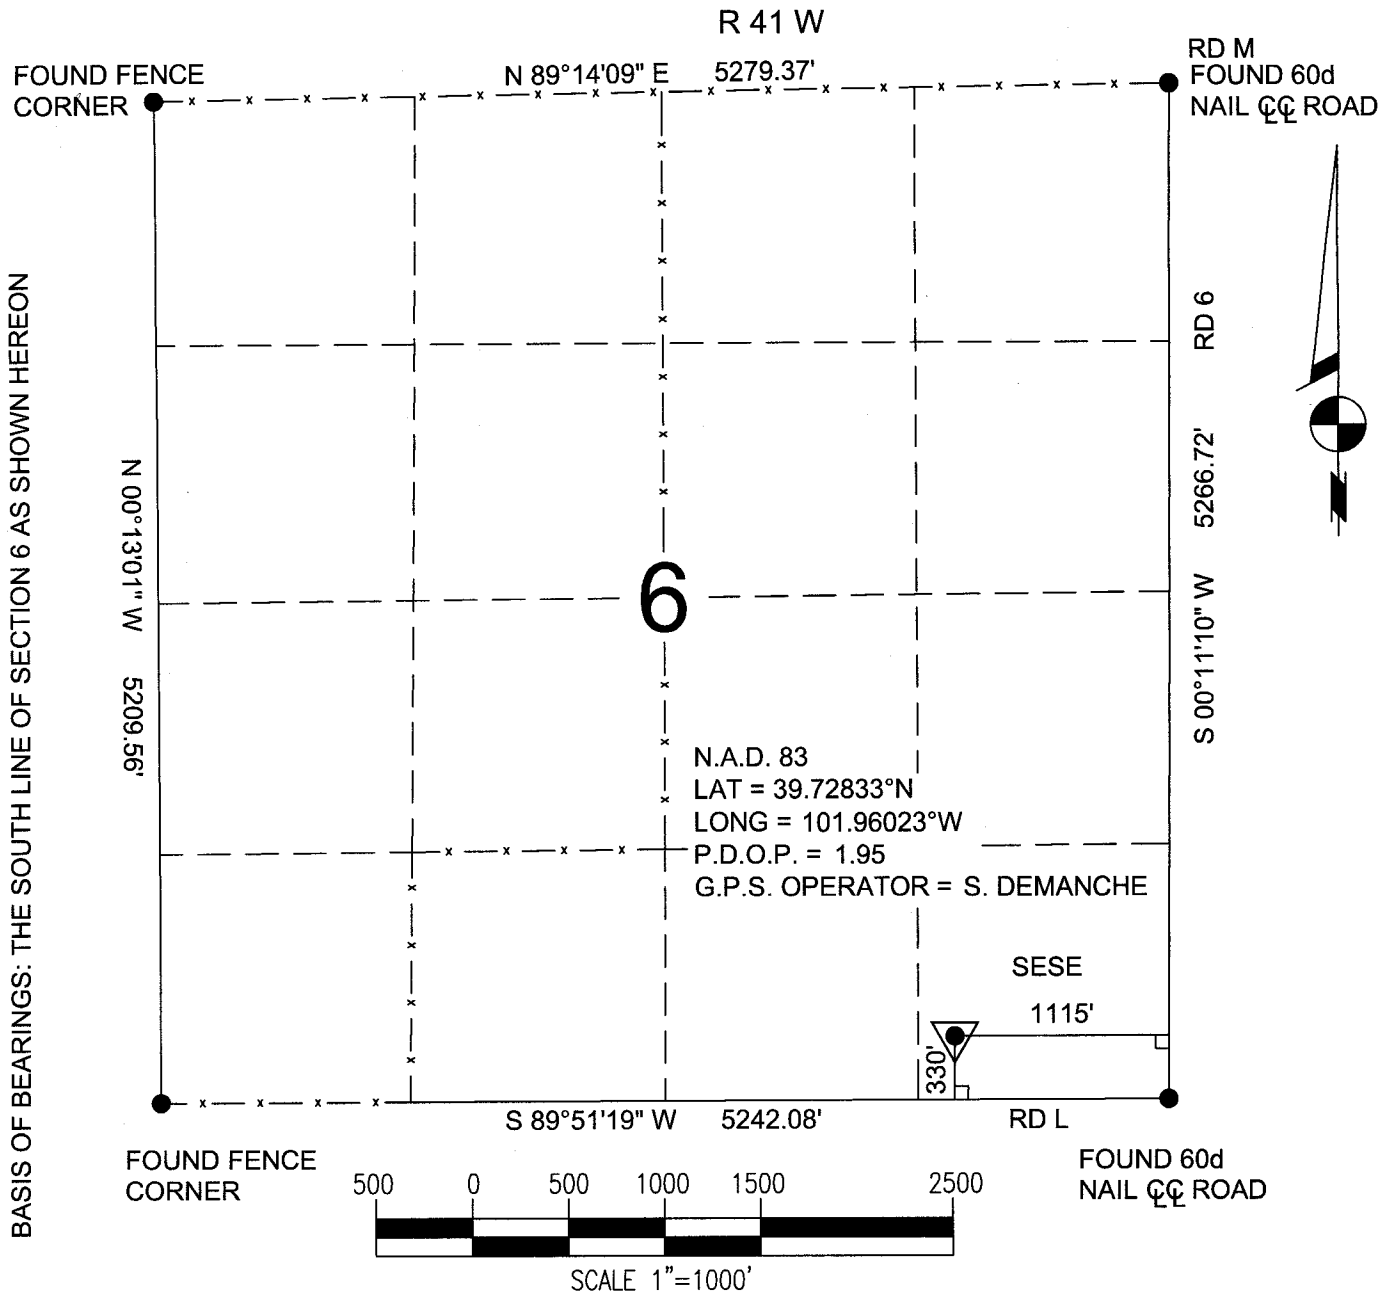 R 41 W
FOUND FENCE
CORNER
N 89°14'09" E 5279.37'
RD M
FOUND 60d
NAIL ℄℄ ROAD
BASIS OF BEARINGS: THE SOUTH LINE OF SECTION 6 AS SHOWN HEREON
N 00°13'01" W 5209.56'
RD 6
S 00°11'10" W 5266.72'
6
N.A.D. 83
LAT = 39.72833°N
LONG = 101.96023°W
P.D.O.P. = 1.95
G.P.S. OPERATOR = S. DEMANCHE
SESE
1115'
330'
S 89°51'19" W 5242.08'
RD L
FOUND FENCE
CORNER
FOUND 60d
NAIL ℄℄ ROAD
500 0 500 1000 1500 2500
SCALE 1"=1000'